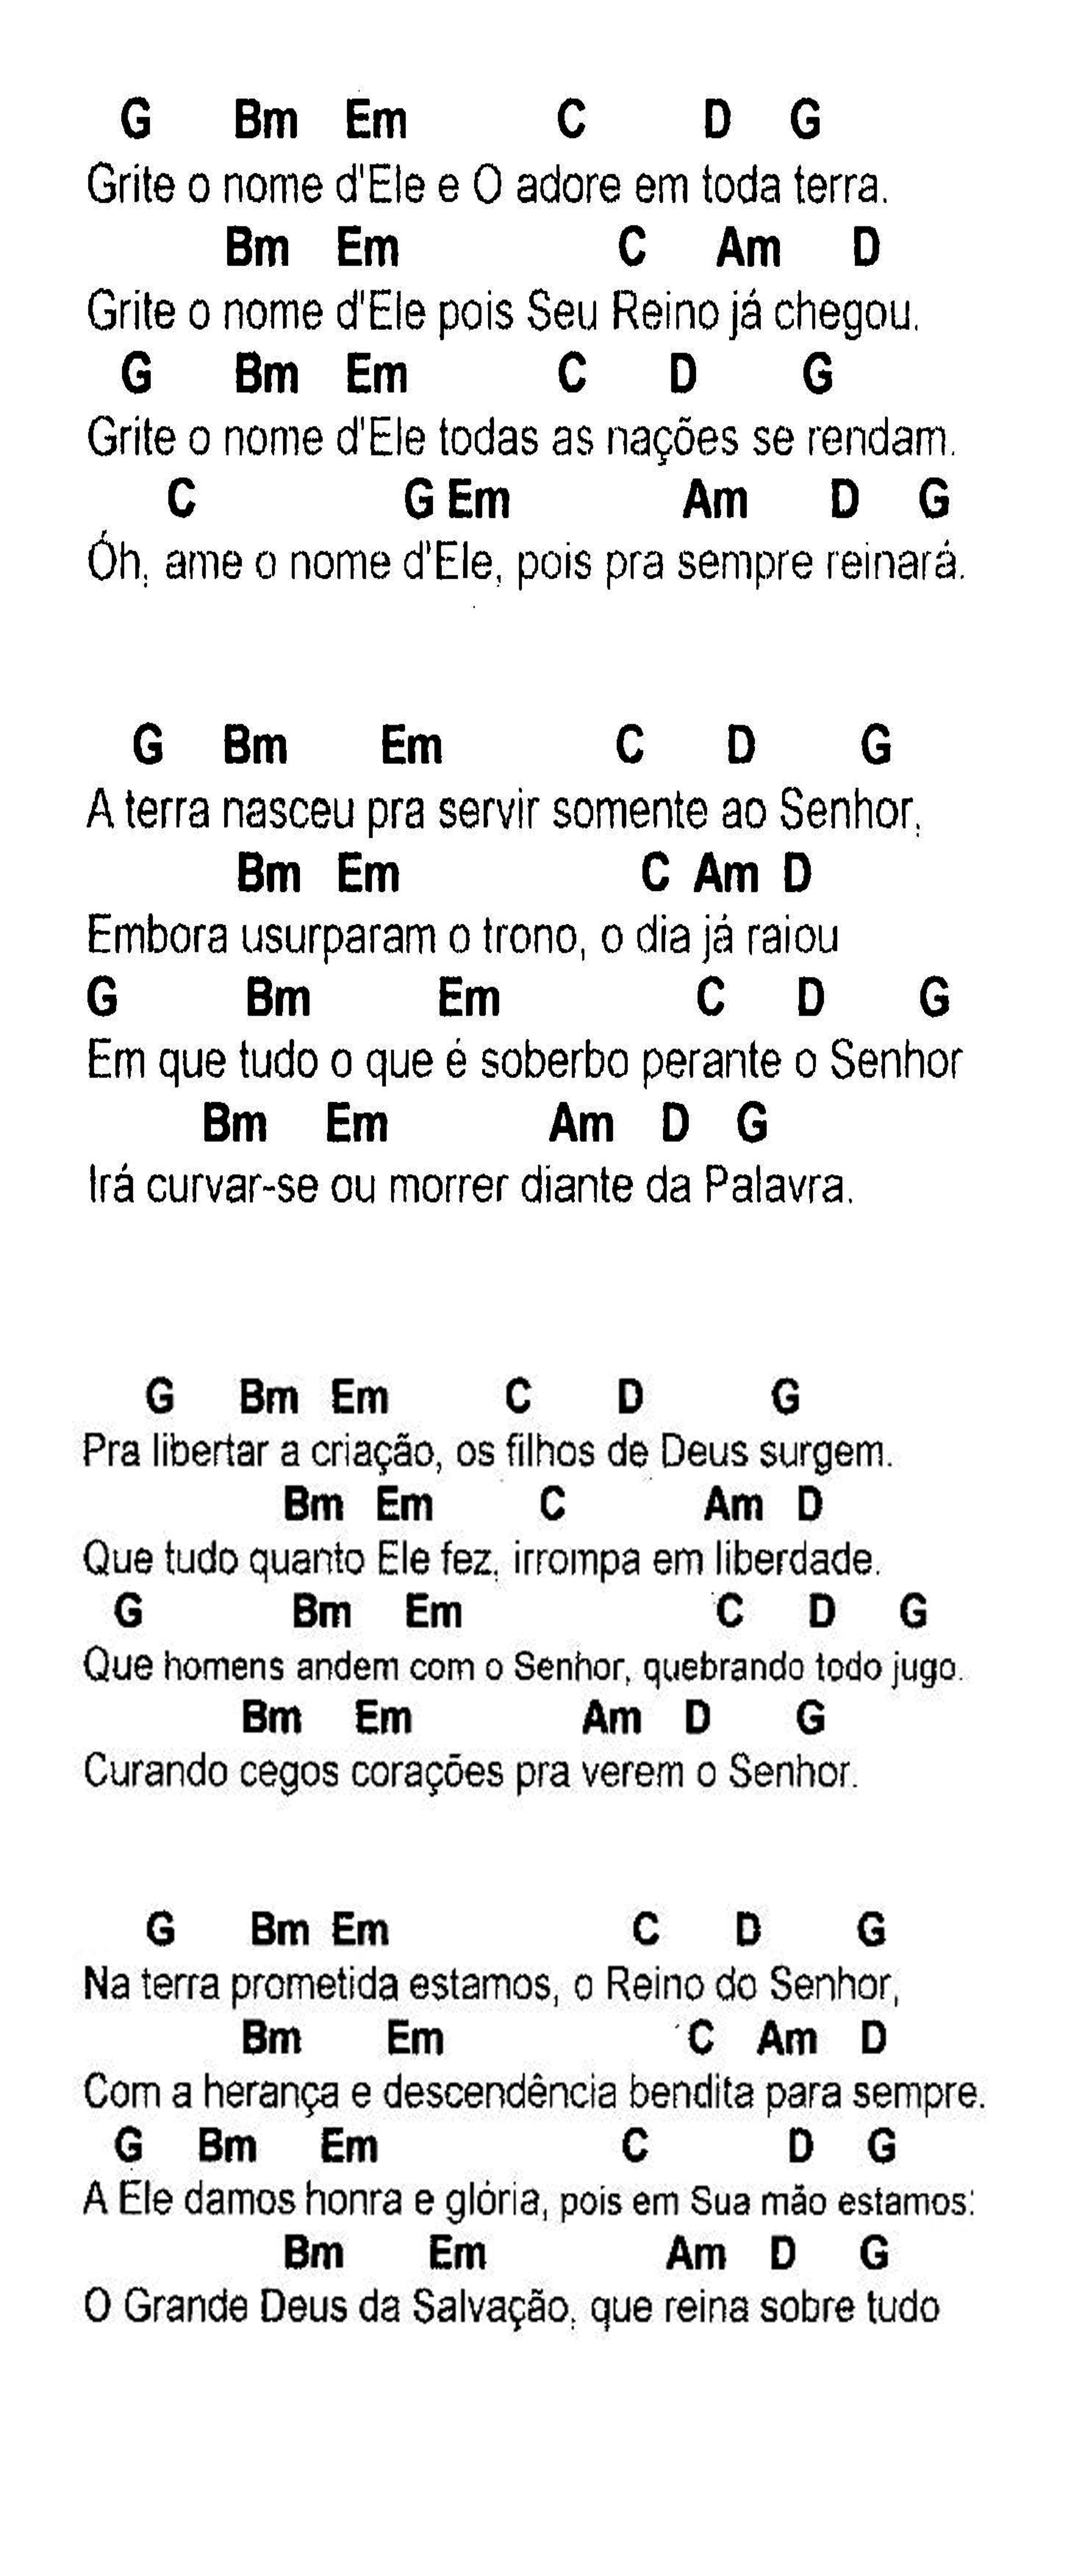 G Bm Em C D G
Grite o nome d'Ele e O adore em toda terra.
Bm Em C Am D
Grite o nome d'Ele pois Seu Reino já chegou.
G Bm Em C D G
Grite o nome d'Ele todas as nações se rendam.
C G Em Am D G
Óh, ame o nome d'Ele, pois pra sempre reinará.
G Bm Em C D G
A terra nasceu pra servir somente ao Senhor,
Bm Em C Am D
Embora usurparam o trono, o dia já raiou
G Bm Em C D G
Em que tudo o que é soberbo perante o Senhor
Bm Em Am D G
Irá curvar-se ou morrer diante da Palavra.
G Bm Em C D G
Pra libertar a criação, os filhos de Deus surgem.
Bm Em C Am D
Que tudo quanto Ele fez, irrompa em liberdade.
G Bm Em C D G
Que homens andem com o Senhor, quebrando todo jugo.
Bm Em Am D G
Curando cegos corações pra verem o Senhor.
G Bm Em C D G
Na terra prometida estamos, o Reino do Senhor,
Bm Em C Am D
Com a herança e descendência bendita para sempre.
G Bm Em C D G
A Ele damos honra e glória, pois em Sua mão estamos:
Bm Em Am D G
O Grande Deus da Salvação, que reina sobre tudo